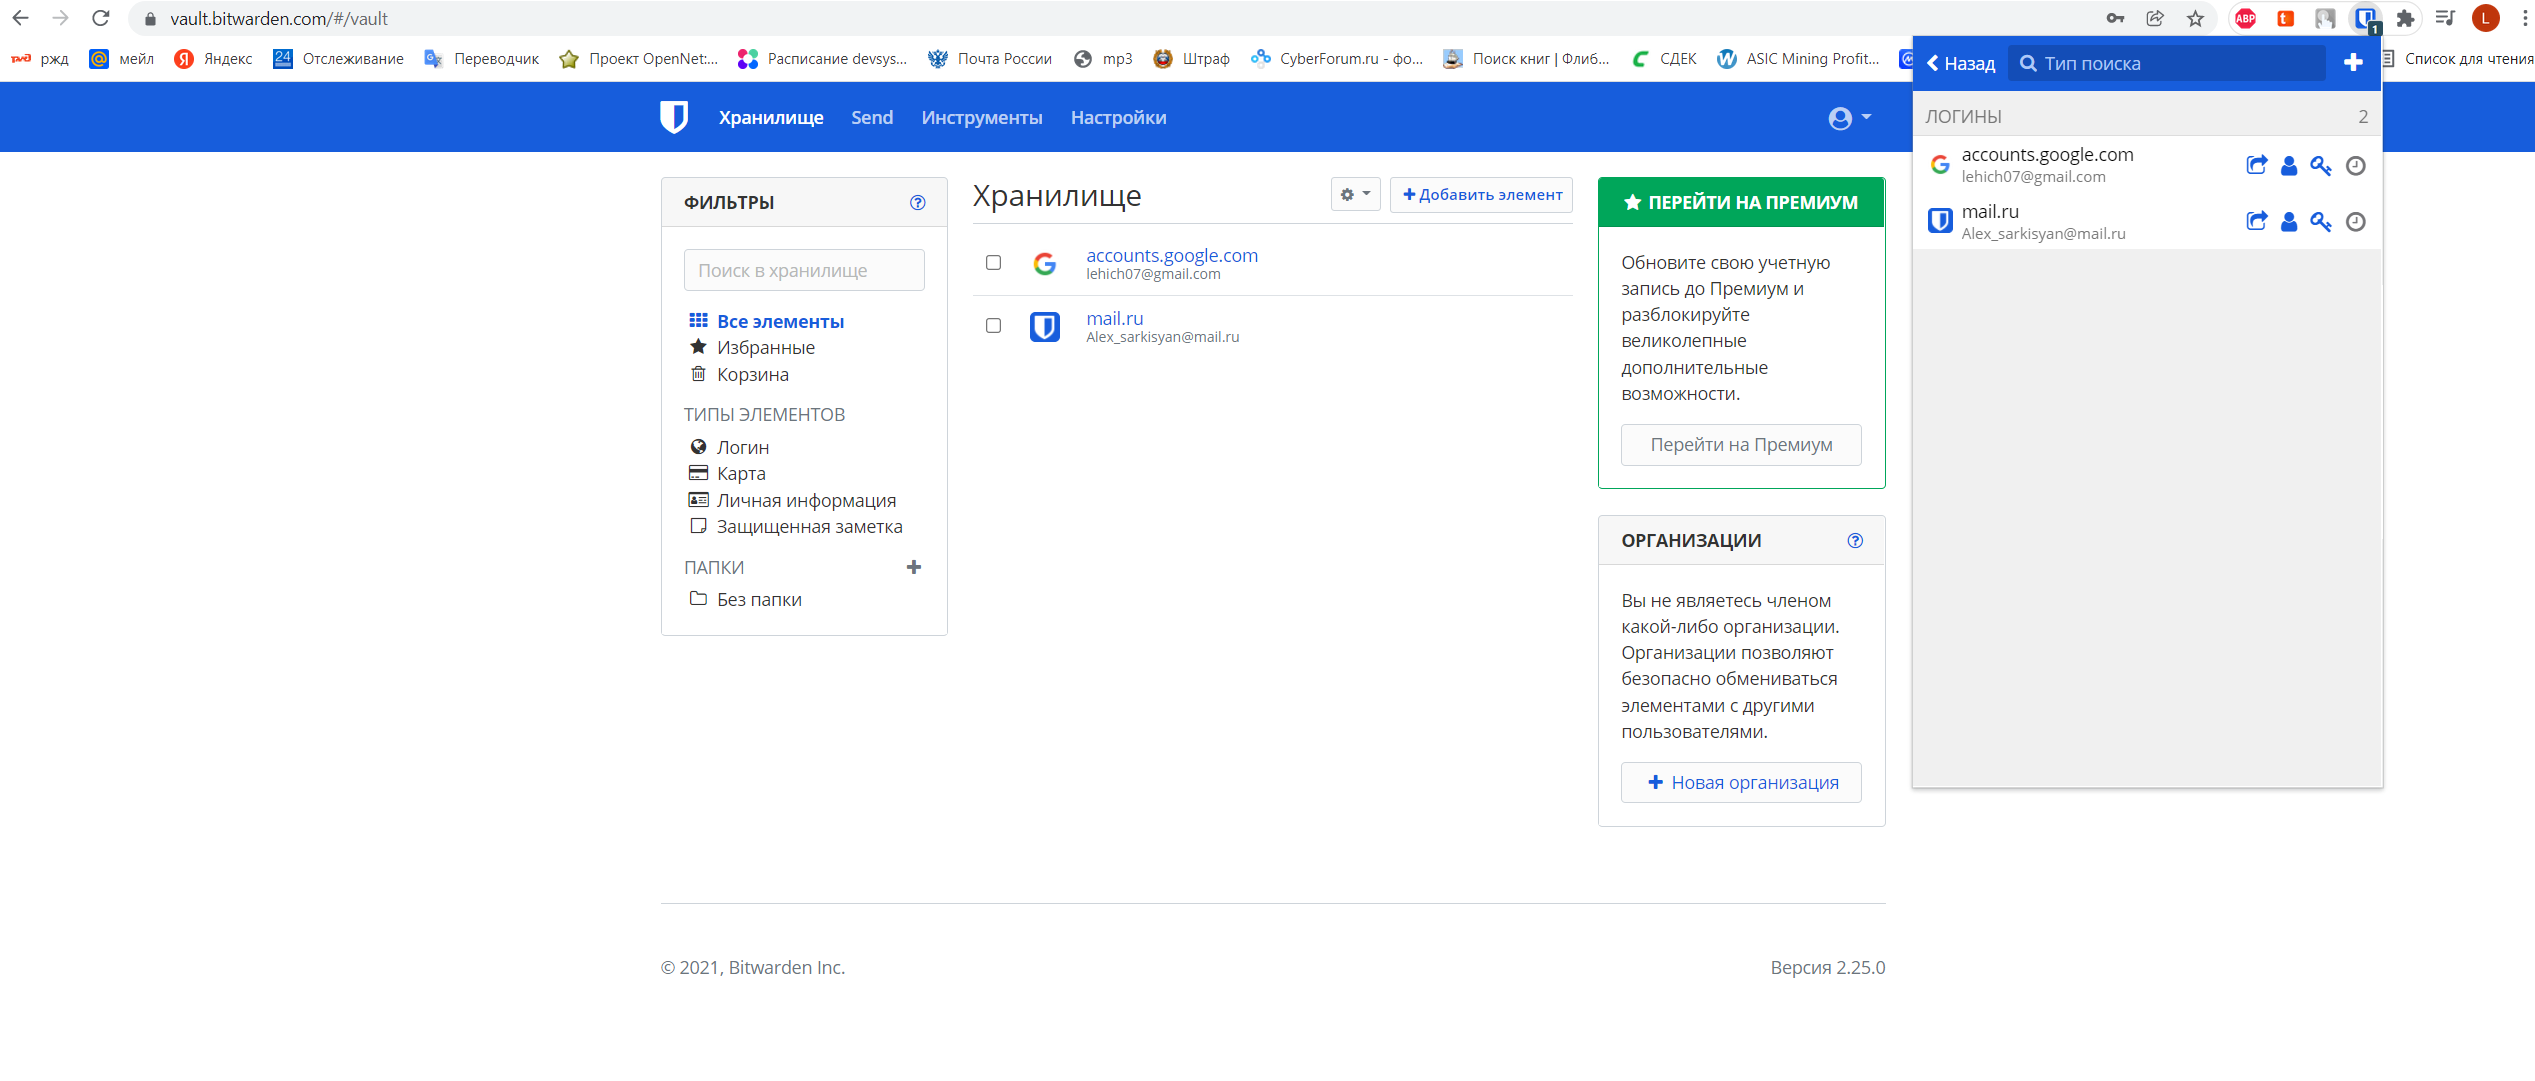 vault.bitwarden.com/#/vault
ABP
t
1
L
ржд
мейл
Яндекс
24
Отслеживание
Переводчик
Проект OpenNet:...
Расписание devsys...
Почта России
mp3
Штраф
CyberForum.ru - фо...
Поиск книг | Флиб...
СДЕК
ASIC Mining Profit...
Список для чтения
Назад
Тип поиска
Хранилище
Send
Инструменты
Настройки
ЛОГИНЫ
2
accounts.google.com
lehich07@gmail.com
mail.ru
Alex_sarkisyan@mail.ru
ФИЛЬТРЫ
Поиск в хранилище
Все элементы
Избранные
Корзина
ТИПЫ ЭЛЕМЕНТОВ
Логин
Карта
Личная информация
Защищенная заметка
ПАПКИ
Без папки
Хранилище
Добавить элемент
accounts.google.com
lehich07@gmail.com
mail.ru
Alex_sarkisyan@mail.ru
ПЕРЕЙТИ НА ПРЕМИУМ
Обновите свою учетную
запись до Премиум и
разблокируйте
великолепные
дополнительные
возможности.
Перейти на Премиум
ОРГАНИЗАЦИИ
Вы не являетесь членом
какой-либо организации.
Организации позволяют
безопасно обмениваться
элементами с другими
пользователями.
Новая организация
© 2021, Bitwarden Inc.
Версия 2.25.0